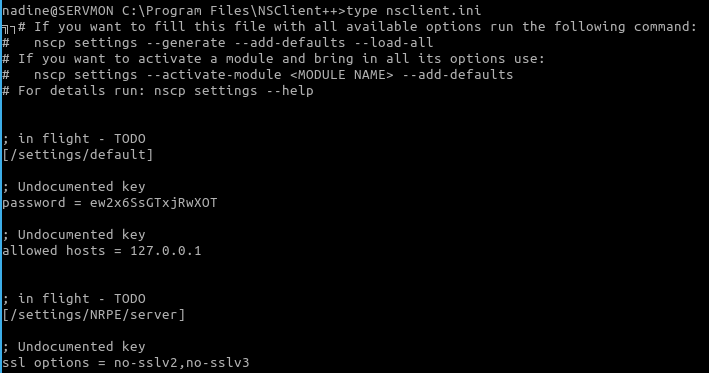 nadine@SERVMON C:\Program Files\NSClient++>type nsclient.ini
╗┐# If you want to fill this file with all available options run the following command:
#   nscp settings --generate --add-defaults --load-all
# If you want to activate a module and bring in all its options use:
#   nscp settings --activate-module <MODULE NAME> --add-defaults
# For details run: nscp settings --help
; in flight - TODO
[/settings/default]
; Undocumented key
password = ew2x6SsGTxjRwXOT
; Undocumented key
allowed hosts = 127.0.0.1
; in flight - TODO
[/settings/NRPE/server]
; Undocumented key
ssl options = no-sslv2,no-sslv3